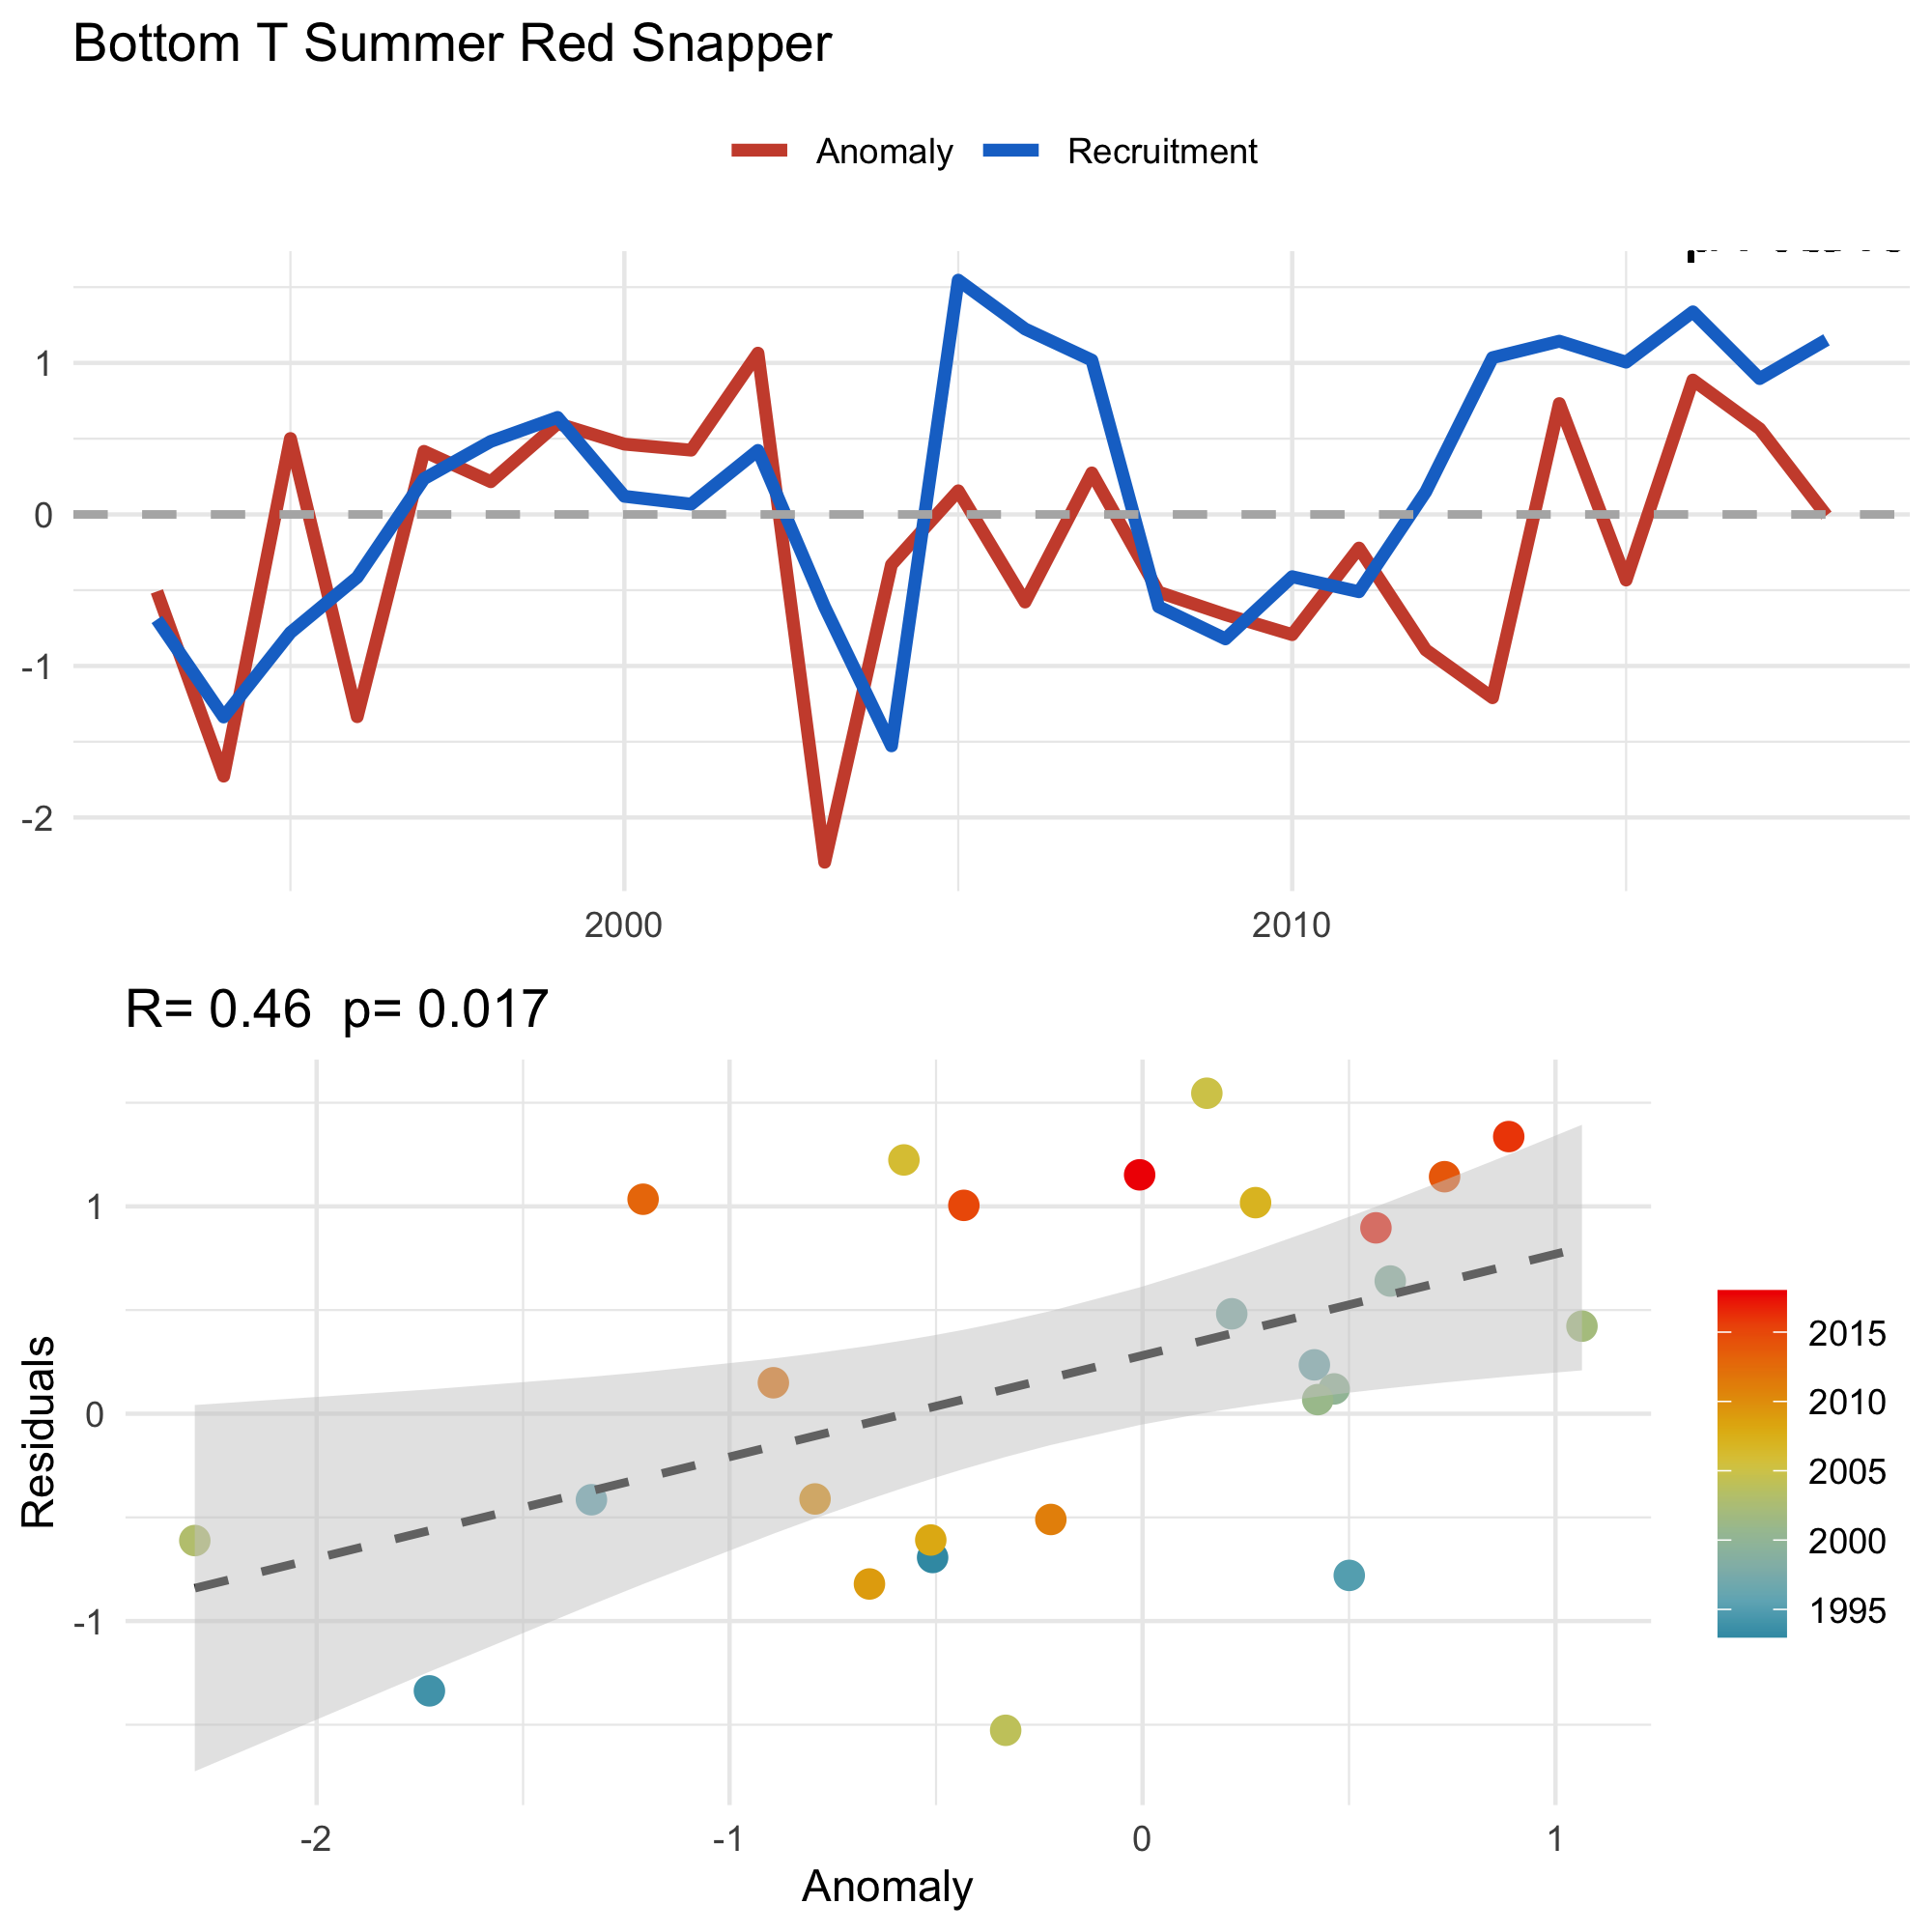 Bottom T Summer Red Snapper
Anomaly Recruitment
1
0
-1
-2
2000 2010
R= 0.46 p= 0.017
Residuals
1
0
-1
-2 -1 0 1
Anomaly
2015
2010
2005
2000
1995